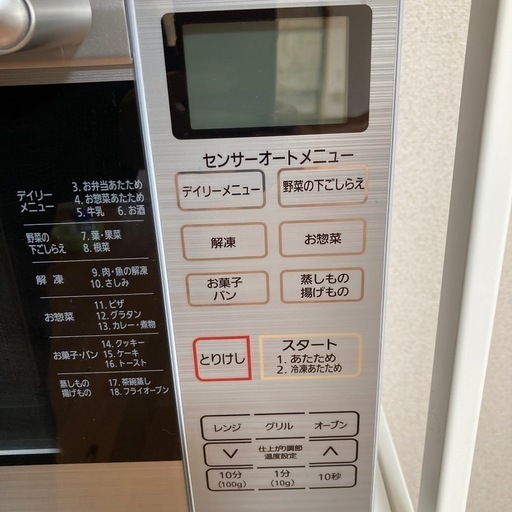 センサーオートメニュー
デイリーメニュー
野菜の下ごしらえ
解凍
お惣菜
お菓子
パン
蒸しもの
揚げもの
とりけし
スタート
1. あたため
2. 冷凍あたため
レンジ
グリル
オーブン
仕上がり調節
温度設定
10分
(100g)
1分
(10g)
10秒
デイリー
メニュー
3. お弁当あたため
4. お惣菜あたため
5. 牛乳 6. お酒
野菜の
下ごしらえ
7. 葉・果菜
8. 根菜
解凍
9. 肉・魚の解凍
10. さしみ
お惣菜
11. ピザ
12. グラタン
13. カレー・煮物
お菓子・パン
14. クッキー
15. ケーキ
16. トースト
蒸しもの
揚げもの
17. 茶碗蒸し
18. フライオーブン